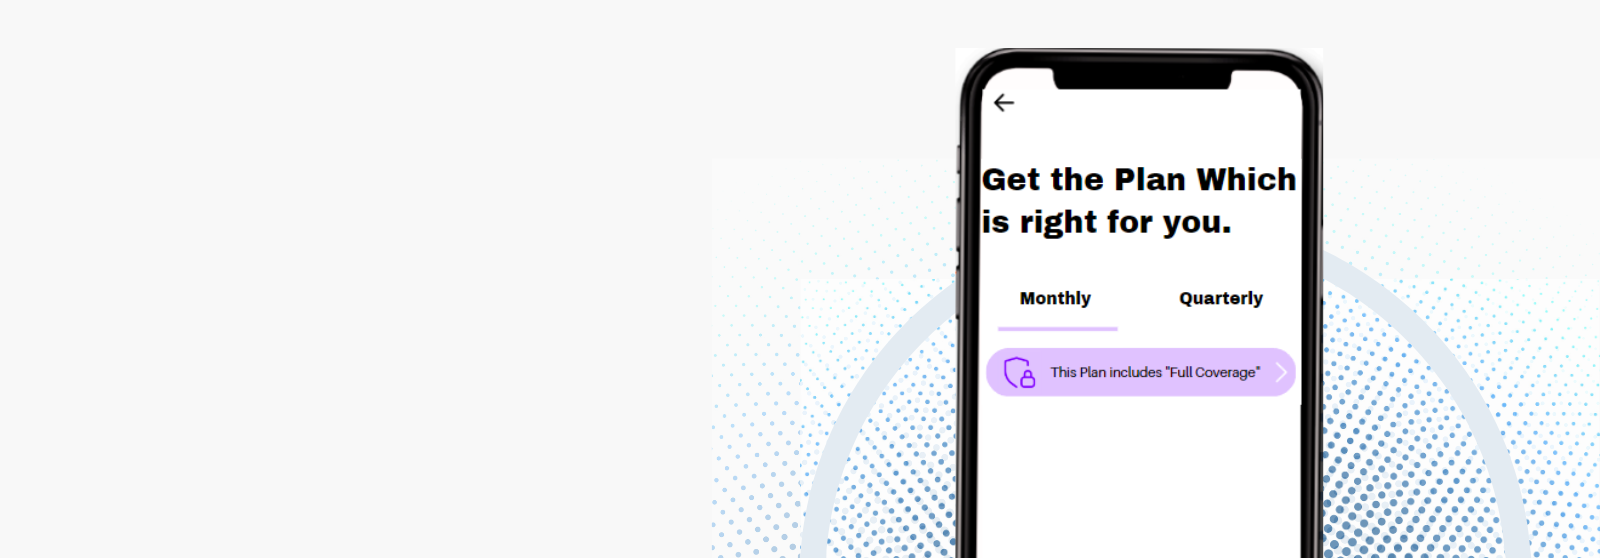 Get the Plan Which
is right for you.
Monthly Quarterly
This Plan includes "Full Coverage"